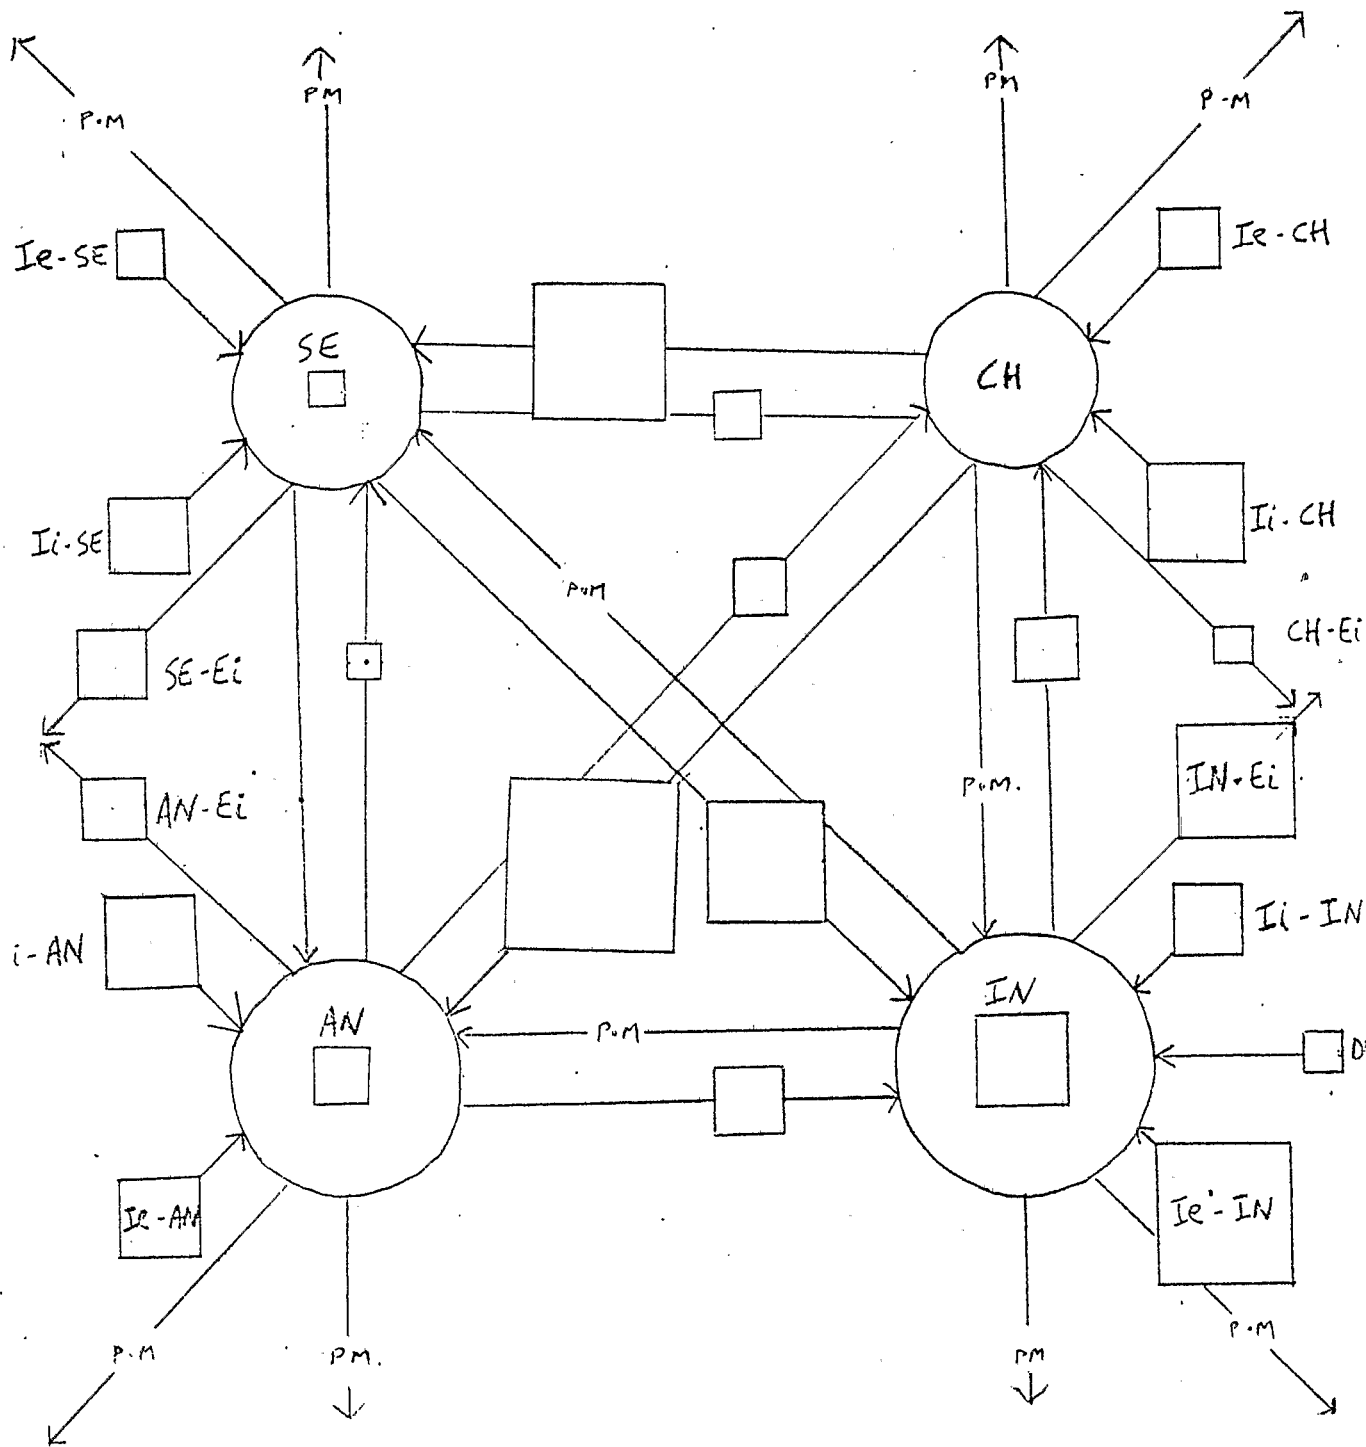 P.M
PM
PM
P.M
Ie-SE
Ie-CH
SE
CH
Ii-SE
Ii-CH
P.M
CH-Ei
SE-Ei
P.M.
IN-Ei
AN-Ei
i-AN
Ii-IN
AN
IN
P.M
D
Ie-AN
Ie-IN
P.M
PM.
PM
P.M